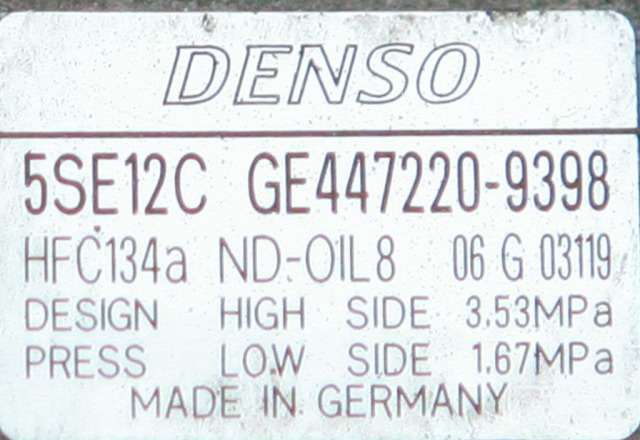 DENSO
5SE12C GE447220-9398
HFC134a ND-OIL8 06 G 03119
DESIGN HIGH SIDE 3.53MPa
PRESS LOW SIDE 1.67MPa
MADE IN GERMANY